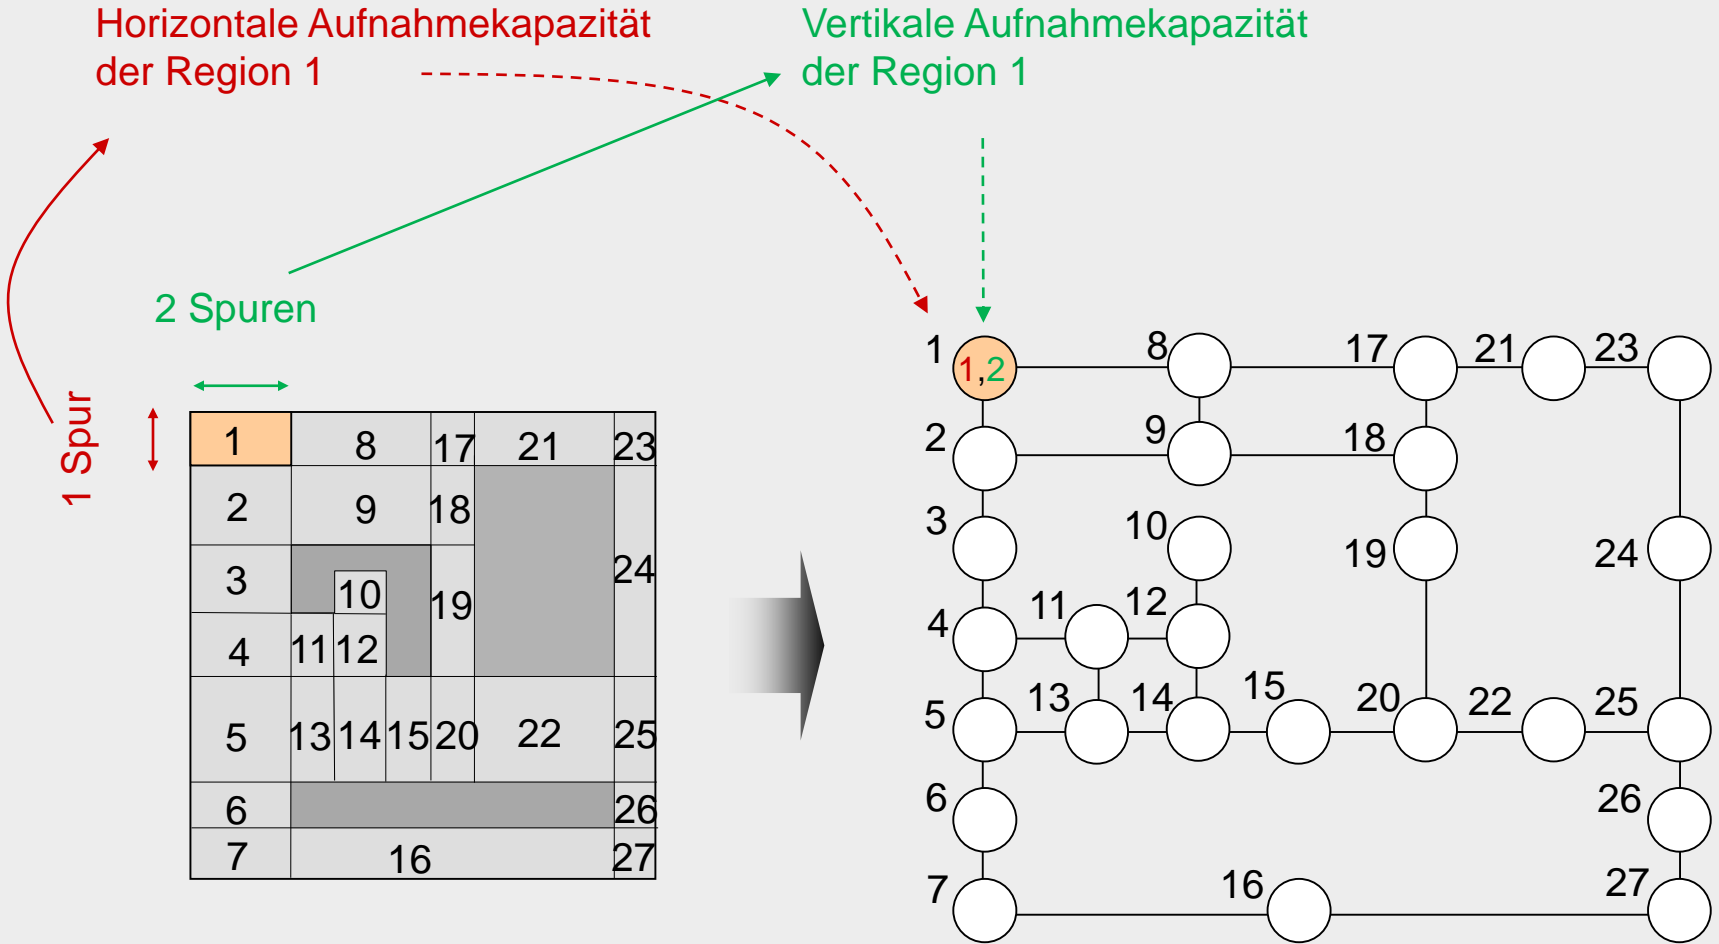 Horizontale Aufnahmekapazität
der Region 1
Vertikale Aufnahmekapazität
der Region 1
2 Spuren
1 Spur
1 8 17 21 23
2 9 18
3 10 19 24
4 11 12
5 13 14 15 20 22 25
6 26
7 16 27
1 1,2 8 17 21 23
2 9 18
3 10 19 24
4 11 12
5 13 14 15 20 22 25
6 26
7 16 27